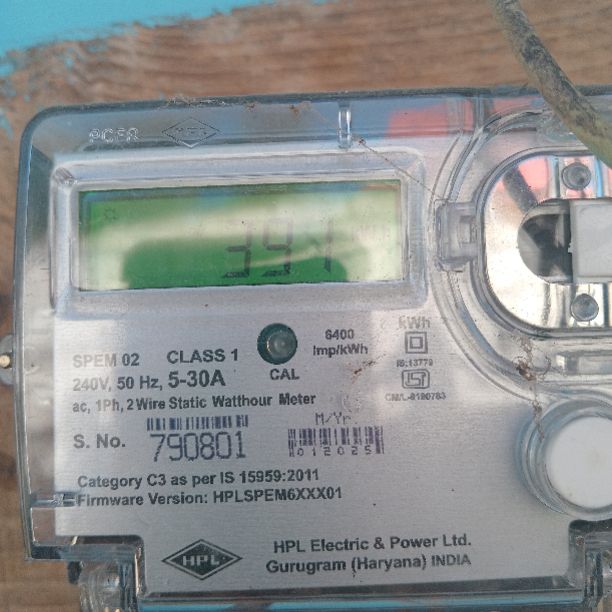 391
6400
Imp/kWh
kWh
SPEM 02 CLASS 1
CAL
IS:13779
240V, 50 Hz, 5-30A
ac, 1Ph, 2 Wire Static Watthour Meter
M/Yr
S. No. 790801
012025
Category C3 as per IS 15959:2011
Firmware Version: HPLSPEM6XXX01
HPL
HPL Electric & Power Ltd.
Gurugram (Haryana) INDIA